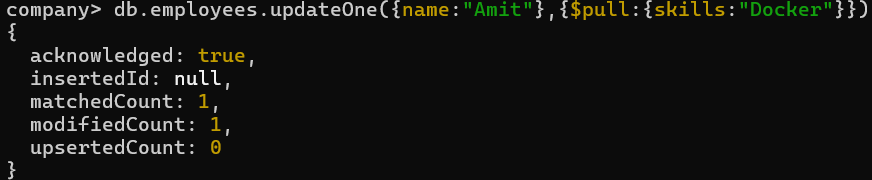 company> db.employees.updateOne({name:"Amit"},{$pull:{skills:"Docker"}})
{
  acknowledged: true,
  insertedId: null,
  matchedCount: 1,
  modifiedCount: 1,
  upsertedCount: 0
}